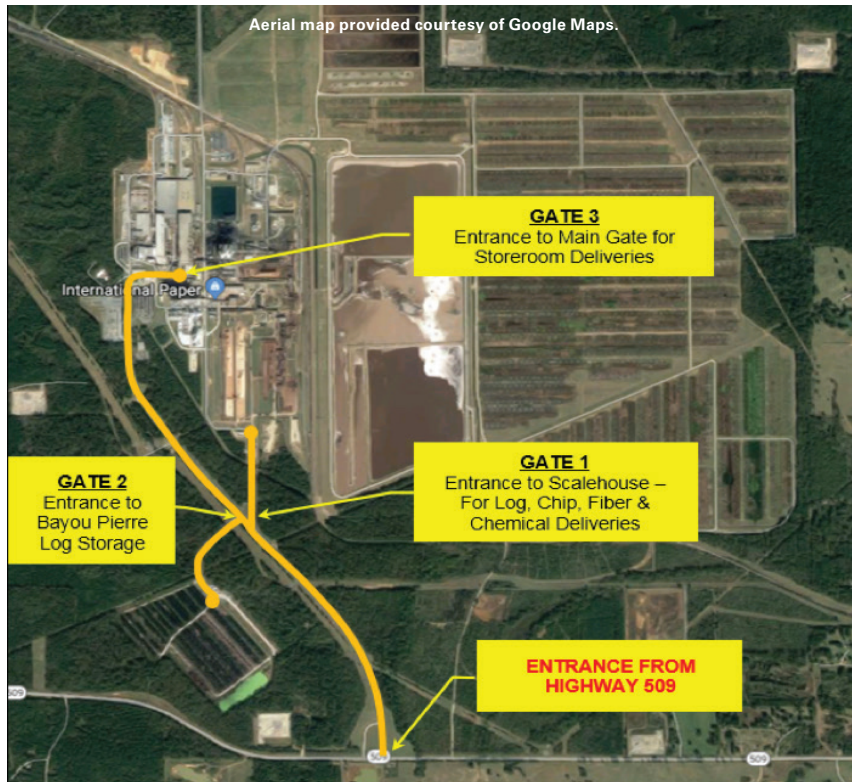 Aerial map provided courtesy of Google Maps.
GATE 3
Entrance to Main Gate for
Storeroom Deliveries
International Paper
GATE 2
Entrance to
Bayou Pierre
Log Storage
GATE 1
Entrance to Scalehouse –
For Log, Chip, Fiber &
Chemical Deliveries
ENTRANCE FROM
HIGHWAY 509
509
509
509